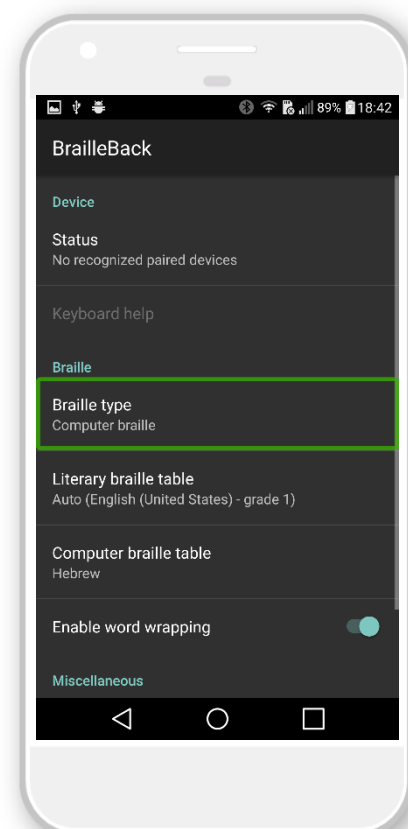 89% 18:42
BrailleBack
Device
Status
No recognized paired devices
Keyboard help
Braille
Braille type
Computer braille
Literary braille table
Auto (English (United States) - grade 1)
Computer braille table
Hebrew
Enable word wrapping
Miscellaneous